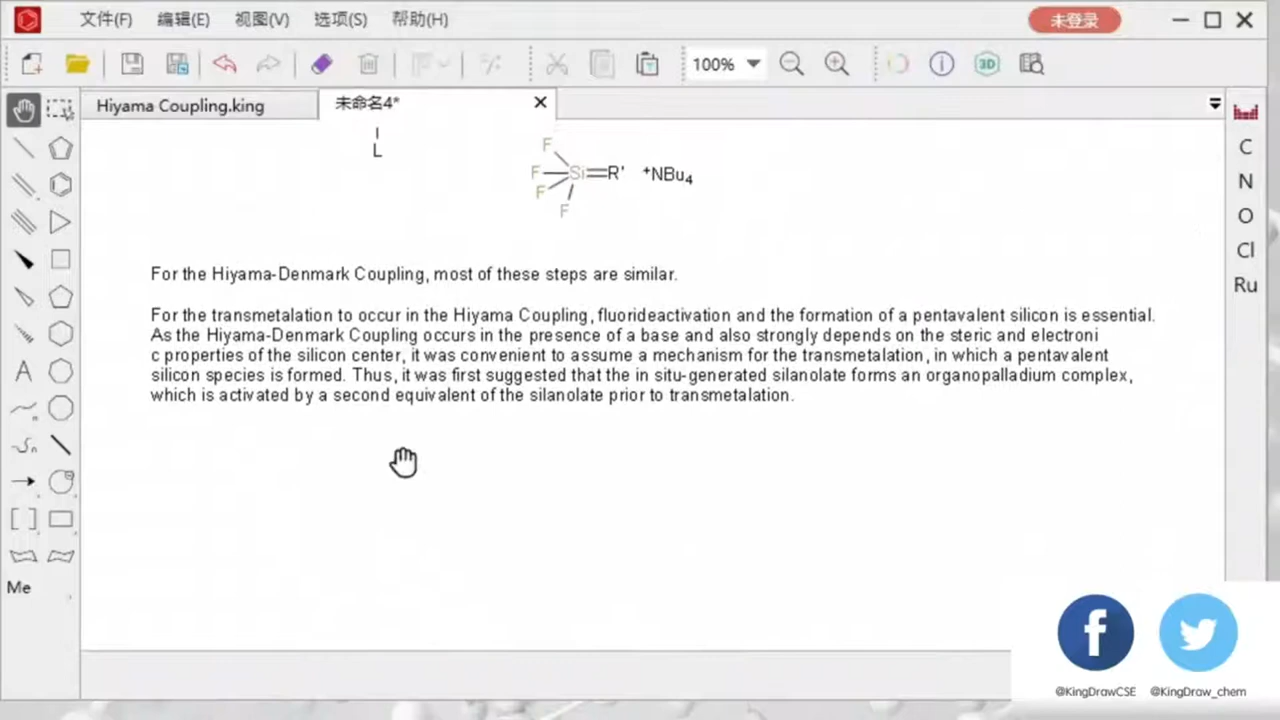 文件(F) 编辑(E) 视图(V) 选项(S) 帮助(H) 未登录
100% 3D
Hiyama Coupling.king 未命名4*
L
F
F Si R' +NBu4
F
F
C
N
O
Cl
Ru
For the Hiyama-Denmark Coupling, most of these steps are similar.
For the transmetalation to occur in the Hiyama Coupling, fluorideactivation and the formation of a pentavalent silicon is essential.
As the Hiyama-Denmark Coupling occurs in the presence of a base and also strongly depends on the steric and electroni
c properties of the silicon center, it was convenient to assume a mechanism for the transmetalation, in which a pentavalent
silicon species is formed. Thus, it was first suggested that the in situ-generated silanolate forms an organopalladium complex,
which is activated by a second equivalent of the silanolate prior to transmetalation.
A
Me
@KingDrawCSE @KingDraw_chem